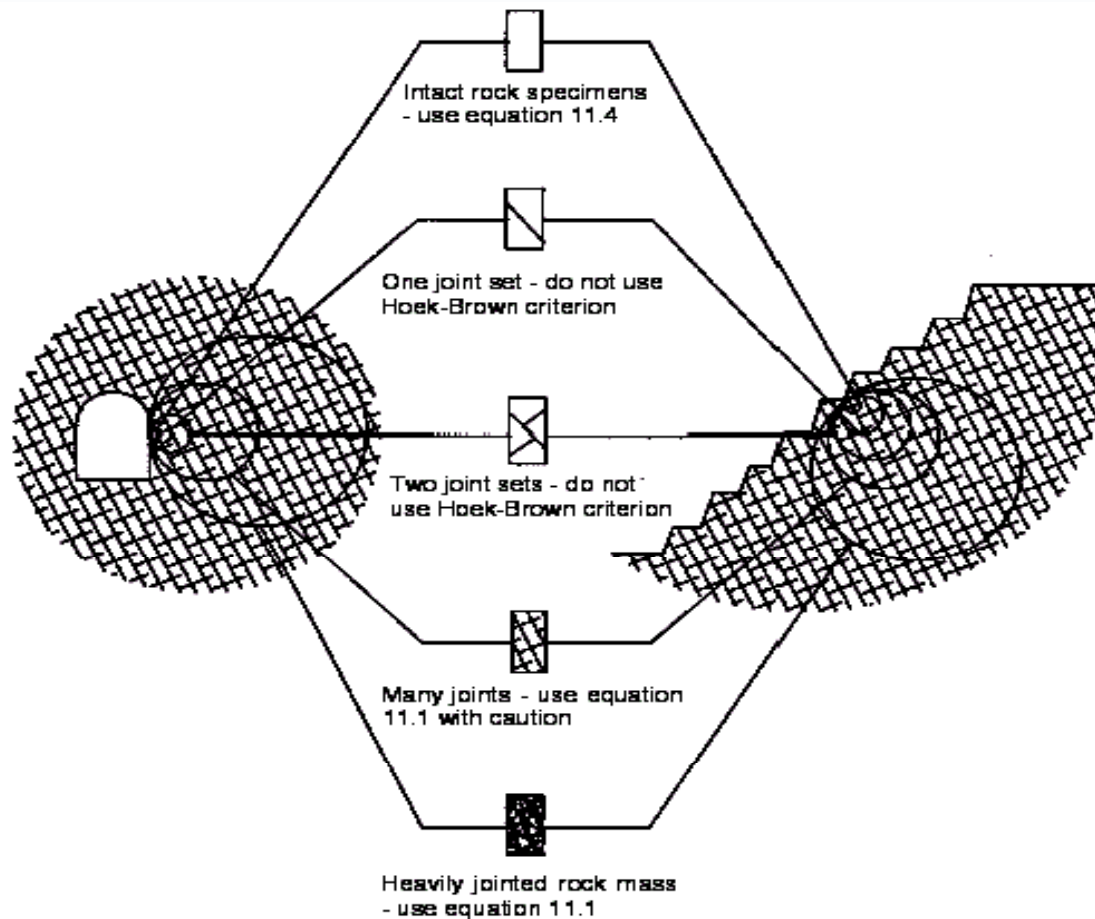 Intact rock specimens
- use equation 11.4
One joint set - do not use
Hoek-Brown criterion
Two joint sets - do not
use Hoek-Brown criterion
Many joints - use equation
11.1 with caution
Heavily jointed rock mass
- use equation 11.1